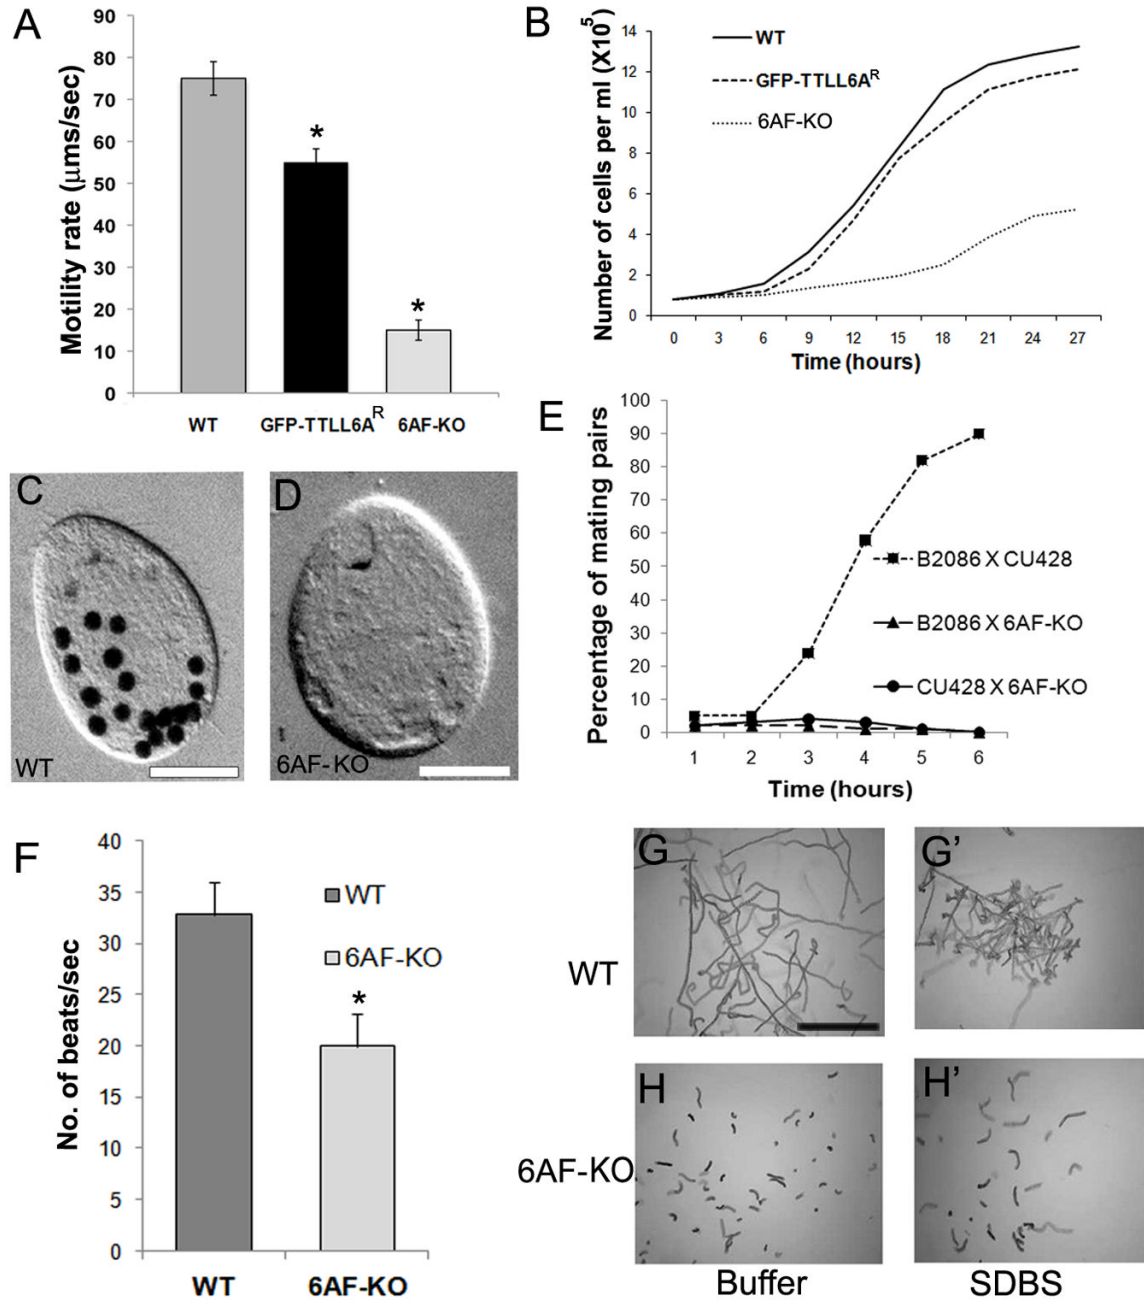 A
Motility rate (μms/sec)
90
80
70
60
50
40
30
20
10
0
*
*
WT
GFP-TTLL6A^R
6AF-KO
B
Number of cells per ml (X10^5)
14
12
10
8
6
4
2
0
WT
GFP-TTLL6A^R
6AF-KO
0 3 6 9 12 15 18 21 24 27
Time (hours)
C
WT
D
6AF-KO
E
Percentage of mating pairs
100
90
80
70
60
50
40
30
20
10
0
B2086 X CU428
B2086 X 6AF-KO
CU428 X 6AF-KO
1 2 3 4 5 6
Time (hours)
F
No. of beats/sec
40
35
30
25
20
15
10
5
0
WT
6AF-KO
*
WT
6AF-KO
G
G'
WT
H
H'
6AF-KO
Buffer
SDBS